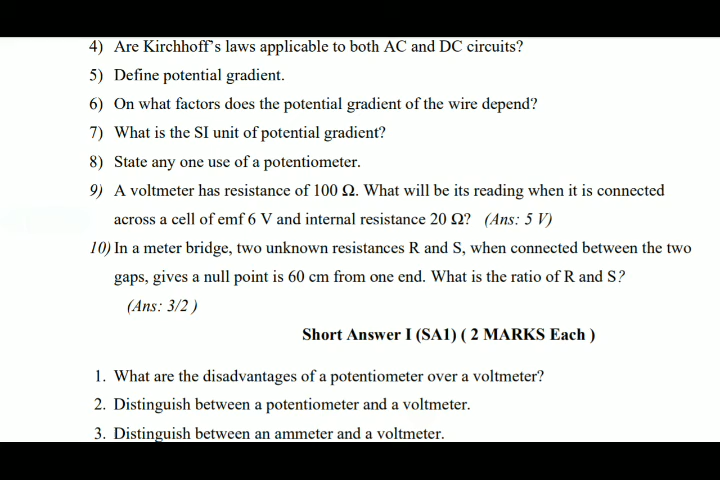 4) Are Kirchhoff's laws applicable to both AC and DC circuits?
5) Define potential gradient.
6) On what factors does the potential gradient of the wire depend?
7) What is the SI unit of potential gradient?
8) State any one use of a potentiometer.
9) A voltmeter has resistance of 100 Ω. What will be its reading when it is connected
across a cell of emf 6 V and internal resistance 20 Ω? (Ans: 5 V)
10) In a meter bridge, two unknown resistances R and S, when connected between the two
gaps, gives a null point is 60 cm from one end. What is the ratio of R and S?
(Ans: 3/2 )
Short Answer I (SA1) ( 2 MARKS Each )
1. What are the disadvantages of a potentiometer over a voltmeter?
2. Distinguish between a potentiometer and a voltmeter.
3. Distinguish between an ammeter and a voltmeter.